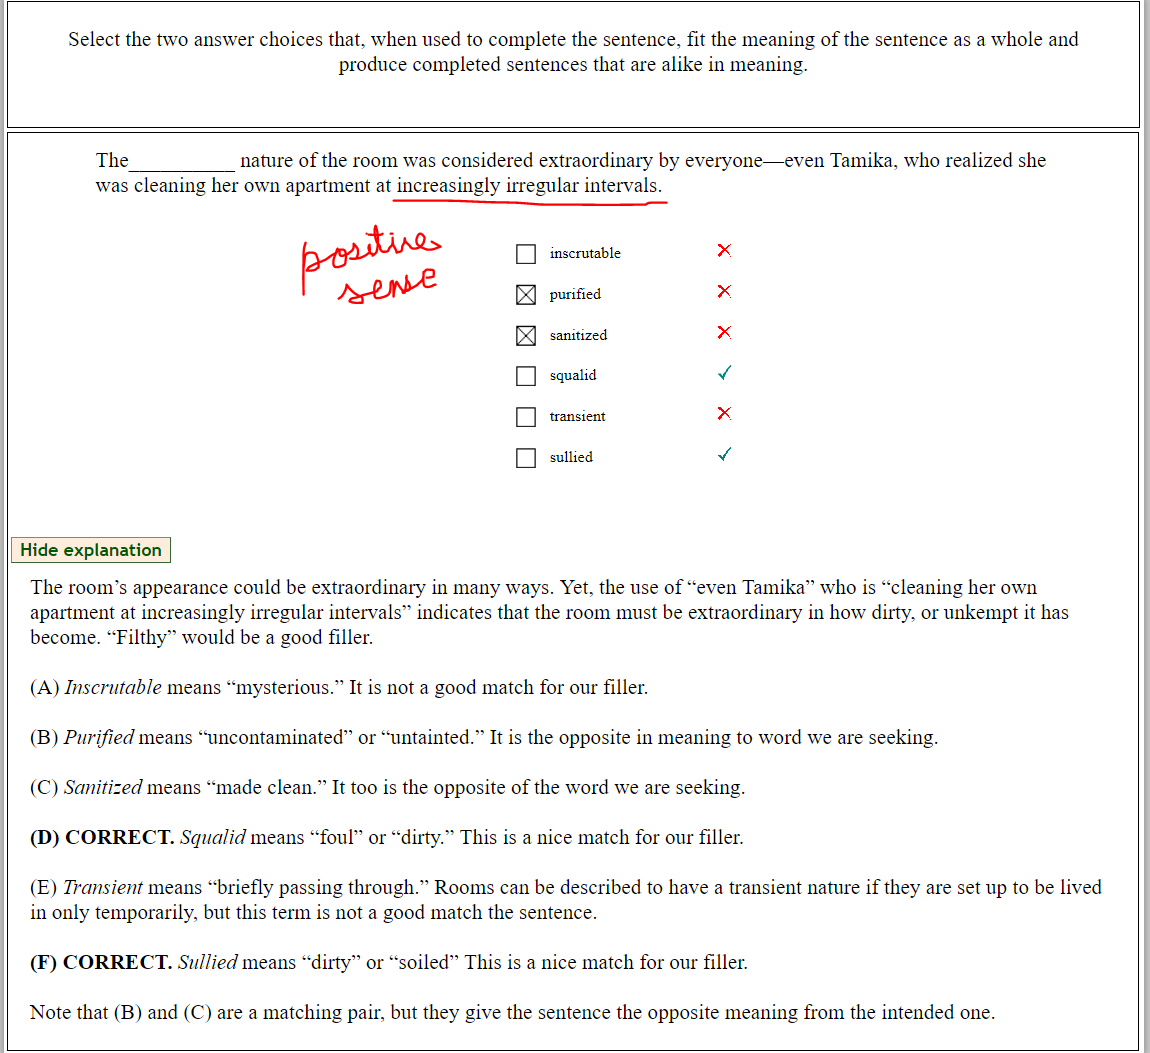 Select the two answer choices that, when used to complete the sentence, fit the meaning of the sentence as a whole and
produce completed sentences that are alike in meaning.
The__________ nature of the room was considered extraordinary by everyone—even Tamika, who realized she
was cleaning her own apartment at increasingly irregular intervals.
positive
sense
inscrutable
purified
sanitized
squalid
transient
sullied
Hide explanation
The room’s appearance could be extraordinary in many ways. Yet, the use of “even Tamika” who is “cleaning her own
apartment at increasingly irregular intervals” indicates that the room must be extraordinary in how dirty, or unkempt it has
become. “Filthy” would be a good filler.
(A) Inscrutable means “mysterious.” It is not a good match for our filler.
(B) Purified means “uncontaminated” or “untainted.” It is the opposite in meaning to word we are seeking.
(C) Sanitized means “made clean.” It too is the opposite of the word we are seeking.
(D) CORRECT. Squalid means “foul” or “dirty.” This is a nice match for our filler.
(E) Transient means “briefly passing through.” Rooms can be described to have a transient nature if they are set up to be lived
in only temporarily, but this term is not a good match the sentence.
(F) CORRECT. Sullied means “dirty” or “soiled” This is a nice match for our filler.
Note that (B) and (C) are a matching pair, but they give the sentence the opposite meaning from the intended one.